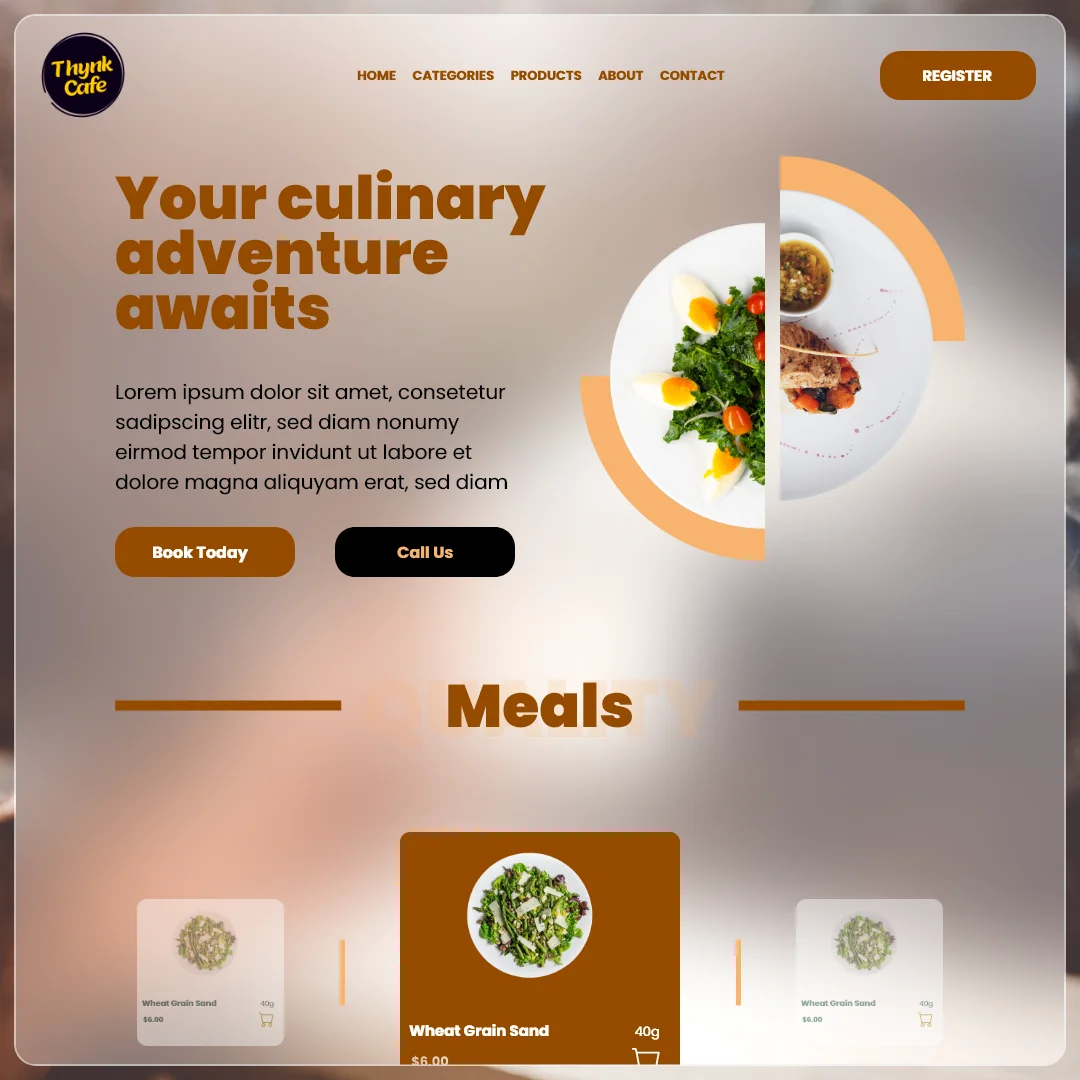 Thynk
Cafe
HOME CATEGORIES PRODUCTS ABOUT CONTACT
REGISTER
Your culinary
adventure
awaits
Lorem ipsum dolor sit amet, consetetur
sadipscing elitr, sed diam nonumy
eirmod tempor invidunt ut labore et
dolore magna aliquyam erat, sed diam
Book Today
Call Us
QUALITY
Meals
Wheat Grain Sand 40g
$6.00
Wheat Grain Sand 40g
$6.00
Wheat Grain Sand 40g
$6.00